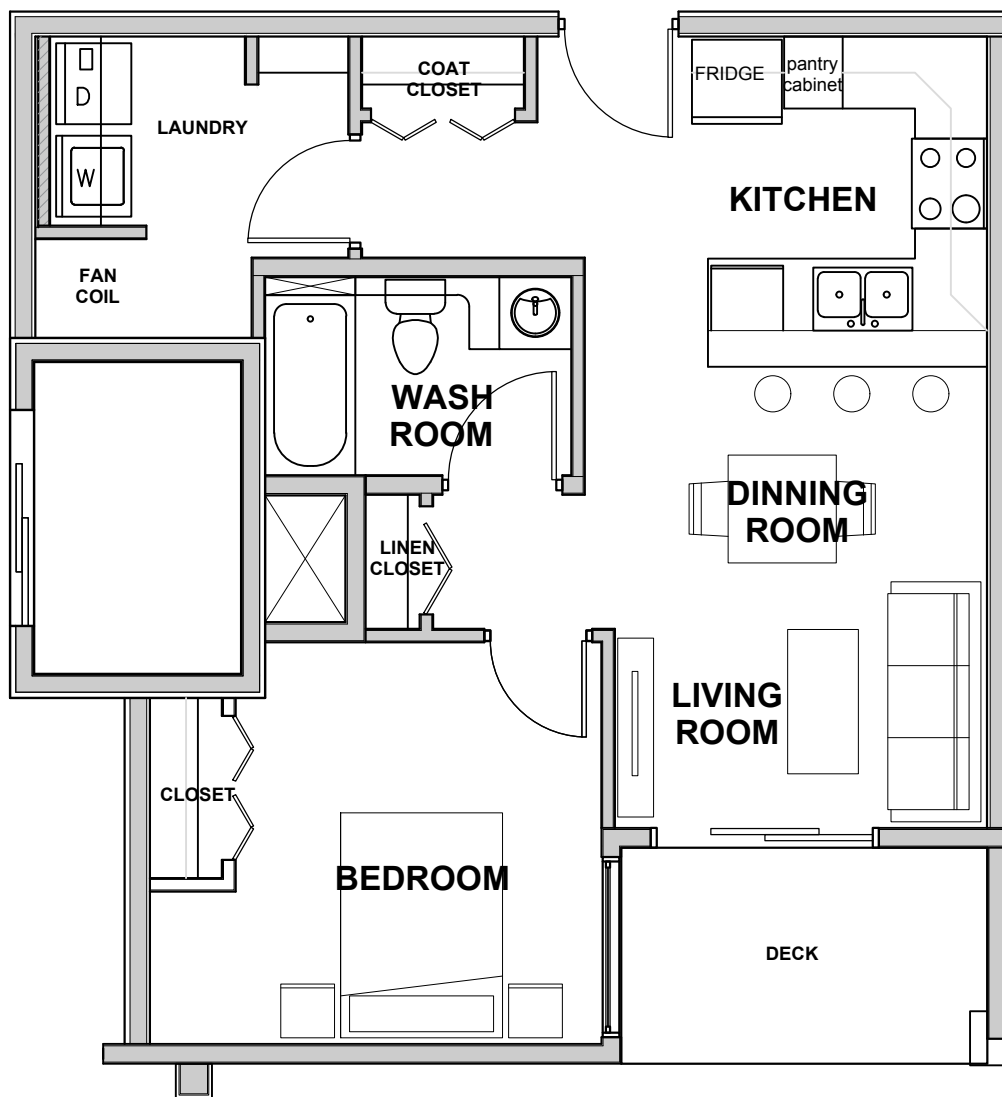 COAT
CLOSET
FRIDGE
pantry
cabinet
D
LAUNDRY
W
KITCHEN
FAN
COIL
WASH
ROOM
DINNING
ROOM
LINEN
CLOSET
LIVING
ROOM
CLOSET
BEDROOM
DECK